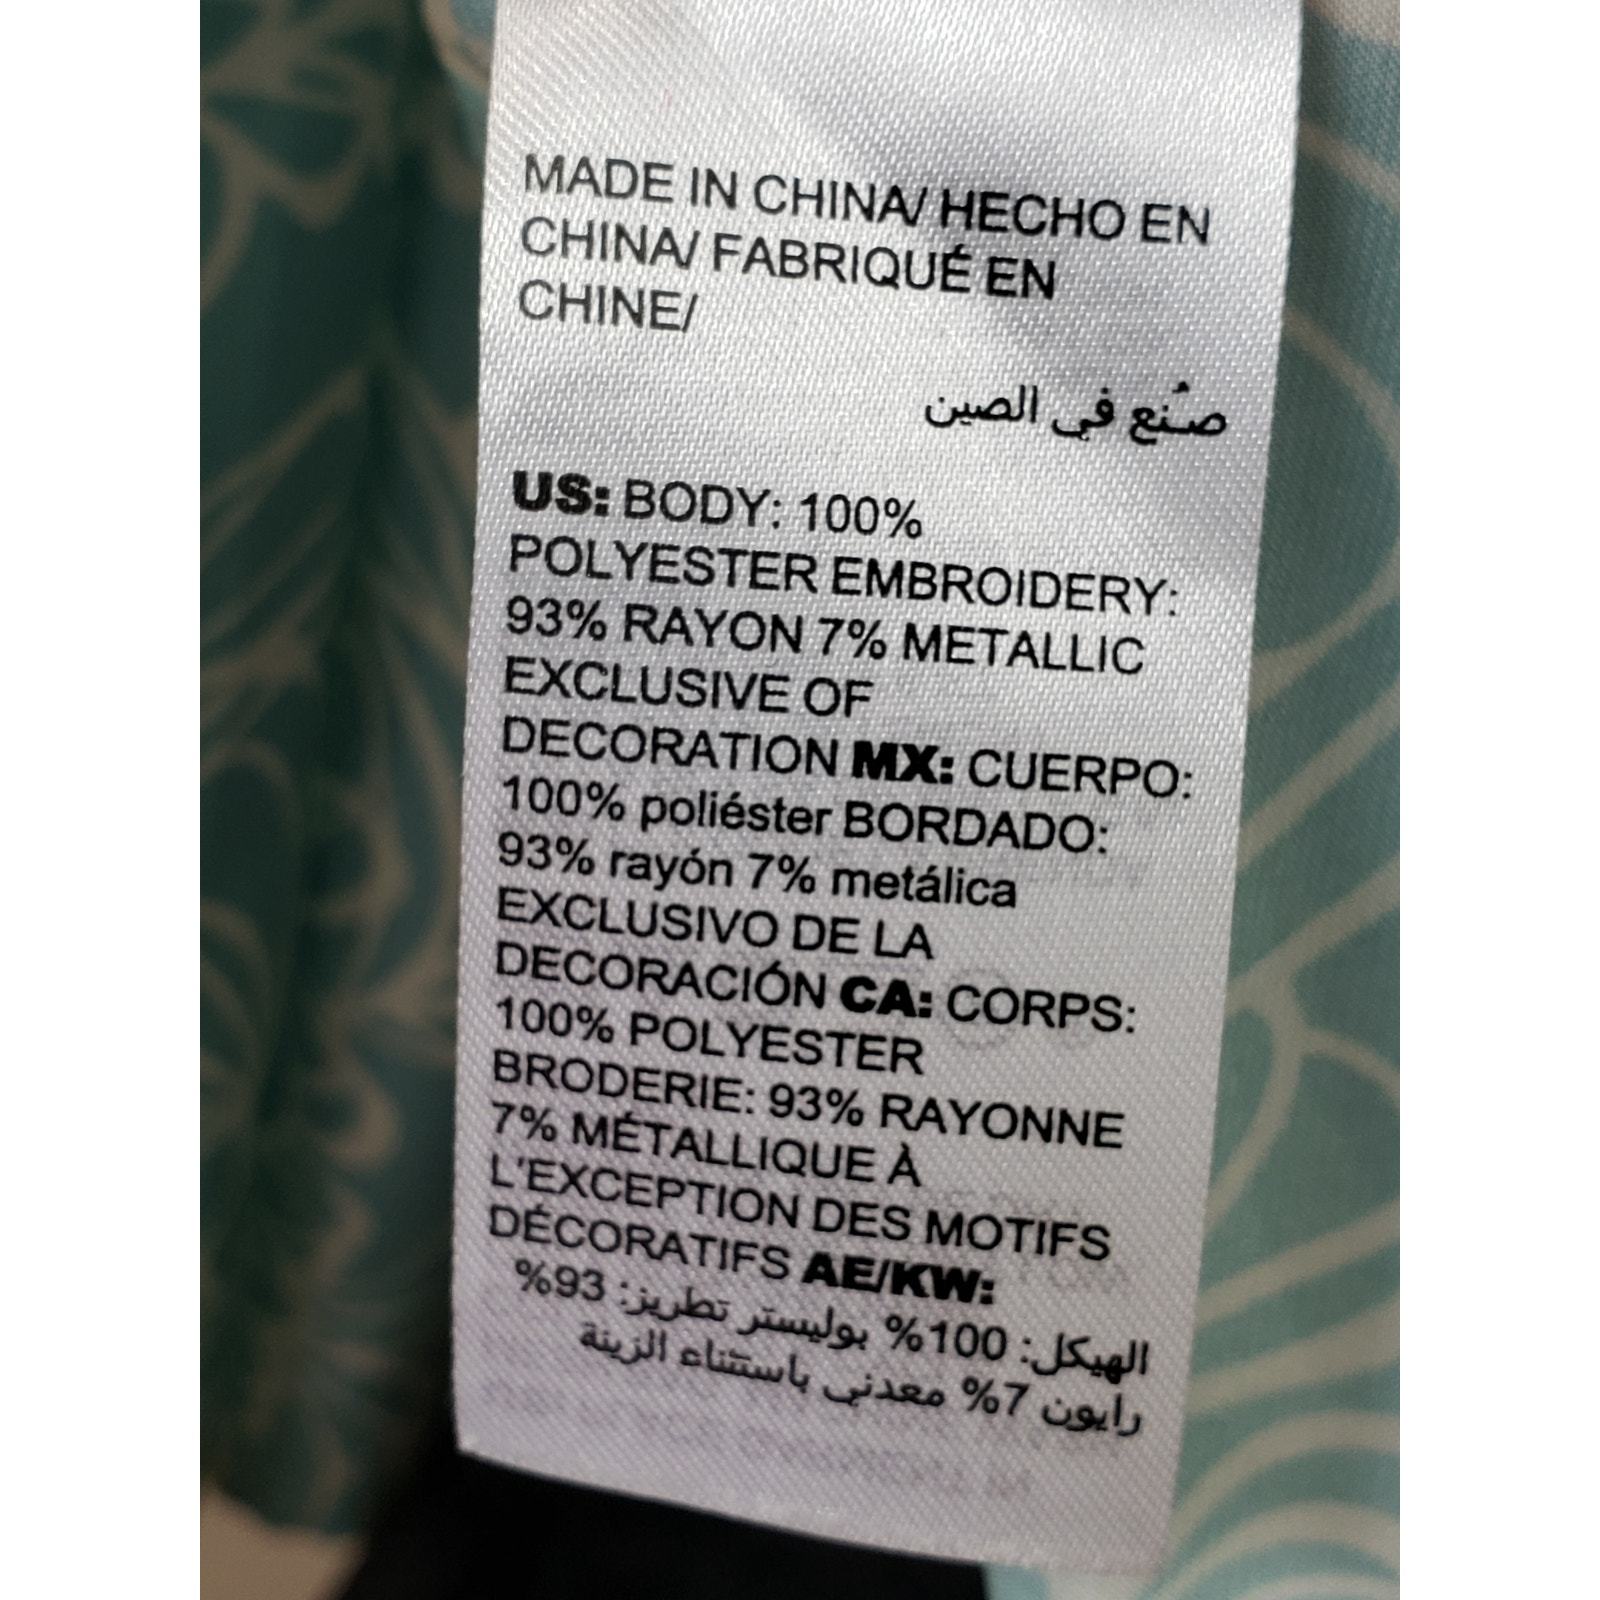 MADE IN CHINA/ HECHO EN
CHINA/ FABRIQUÉ EN
CHINE/
صُنع في الصين
US: BODY: 100%
POLYESTER EMBROIDERY:
93% RAYON 7% METALLIC
EXCLUSIVE OF
DECORATION MX: CUERPO:
100% poliéster BORDADO:
93% rayón 7% metálica
EXCLUSIVO DE LA
DECORACIÓN CA: CORPS:
100% POLYESTER
BRODERIE: 93% RAYONNE
7% MÉTALLIQUE À
L'EXCEPTION DES MOTIFS
DÉCORATIFS AE/KW:
الهيكل: 100% بوليستر تطريز: 93%
رايون 7% معدني باستثناء الزينة